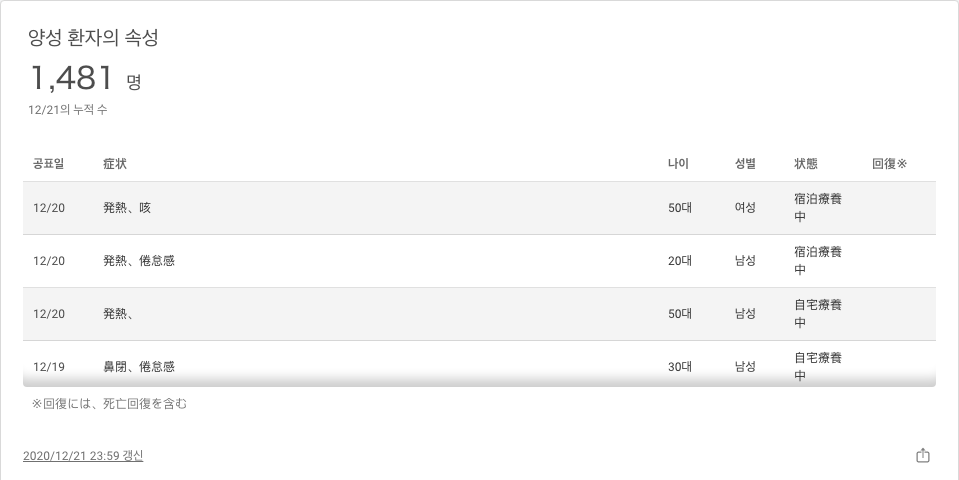 양성 환자의 속성
1,481 명
12/21의 누적 수
공표일 症状 나이 성별 状態 回復※
12/20 発熱、咳 50대 여성 宿泊療養
中
12/20 発熱、倦怠感 20대 남성 宿泊療養
中
12/20 発熱、 50대 남성 自宅療養
中
12/19 鼻閉、倦怠感 30대 남성 自宅療養
中
※回復には、死亡回復を含む
2020/12/21 23:59 갱신